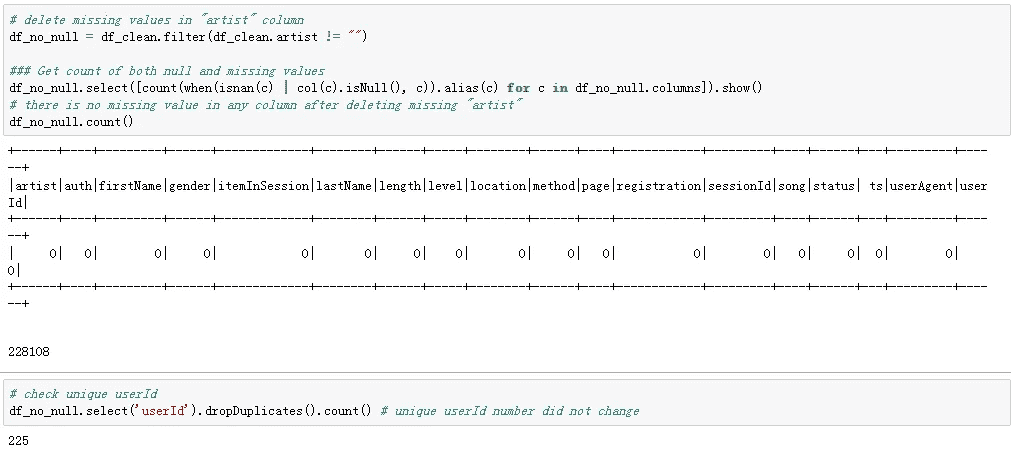 # delete missing values in "artist" column
df_no_null = df_clean.filter(df_clean.artist != "")
### Get count of both null and missing values
df_no_null.select([count(when(isnan(c) | col(c).isNull(), c)).alias(c) for c in df_no_null.columns]).show()
# there is no missing value in any column after deleting missing "artist"
df_no_null.count()
+------+----+---------+------+-------------+--------+------+-----+--------+------+----+------------+---------+----+------+---+---------+----
--+
|artist|auth|firstName|gender|itemInSession|lastName|length|level|location|method|page|registration|sessionId|song|status| ts|userAgent|user
Id|
+------+----+---------+------+-------------+--------+------+-----+--------+------+----+------------+---------+----+------+---+---------+----
--+
|     0|   0|        0|     0|            0|       0|     0|    0|       0|     0|   0|           0|        0|   0|     0|  0|        0|
0|
+------+----+---------+------+-------------+--------+------+-----+--------+------+----+------------+---------+----+------+---+---------+----
--+
228108
# check unique userId
df_no_null.select('userId').dropDuplicates().count() # unique userId number did not change
225